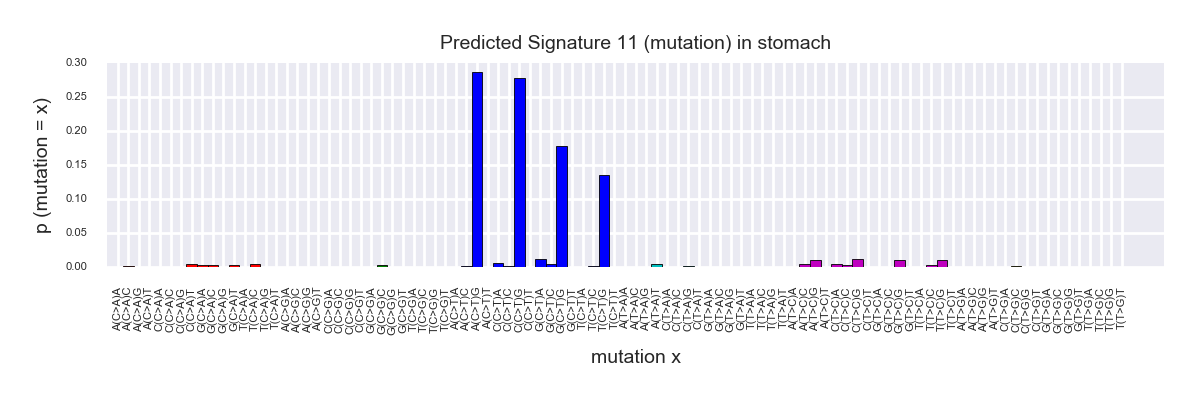 Predicted Signature 11 (mutation) in stomach
p (mutation = x)
0.30
0.25
0.20
0.15
0.10
0.05
0.00
A(C>A)A
A(C>A)C
A(C>A)G
A(C>A)T
C(C>A)A
C(C>A)C
C(C>A)G
C(C>A)T
G(C>A)A
G(C>A)C
G(C>A)G
G(C>A)T
T(C>A)A
T(C>A)C
T(C>A)G
T(C>A)T
A(C>G)A
A(C>G)C
A(C>G)G
A(C>G)T
C(C>G)A
C(C>G)C
C(C>G)G
C(C>G)T
G(C>G)A
G(C>G)C
G(C>G)G
G(C>G)T
T(C>G)A
T(C>G)C
T(C>G)G
T(C>G)T
A(C>T)A
A(C>T)C
A(C>T)G
A(C>T)T
C(C>T)A
C(C>T)C
C(C>T)G
C(C>T)T
G(C>T)A
G(C>T)C
G(C>T)G
G(C>T)T
T(C>T)A
T(C>T)C
T(C>T)G
T(C>T)T
A(T>A)A
A(T>A)C
A(T>A)G
A(T>A)T
C(T>A)A
C(T>A)C
C(T>A)G
C(T>A)T
G(T>A)A
G(T>A)C
G(T>A)G
G(T>A)T
T(T>A)A
T(T>A)C
T(T>A)G
T(T>A)T
A(T>C)A
A(T>C)C
A(T>C)G
A(T>C)T
C(T>C)A
C(T>C)C
C(T>C)G
C(T>C)T
G(T>C)A
G(T>C)C
G(T>C)G
G(T>C)T
T(T>C)A
T(T>C)C
T(T>C)G
T(T>C)T
A(T>G)A
A(T>G)C
A(T>G)G
A(T>G)T
C(T>G)A
C(T>G)C
C(T>G)G
C(T>G)T
G(T>G)A
G(T>G)C
G(T>G)G
G(T>G)T
T(T>G)A
T(T>G)C
T(T>G)G
T(T>G)T
mutation x